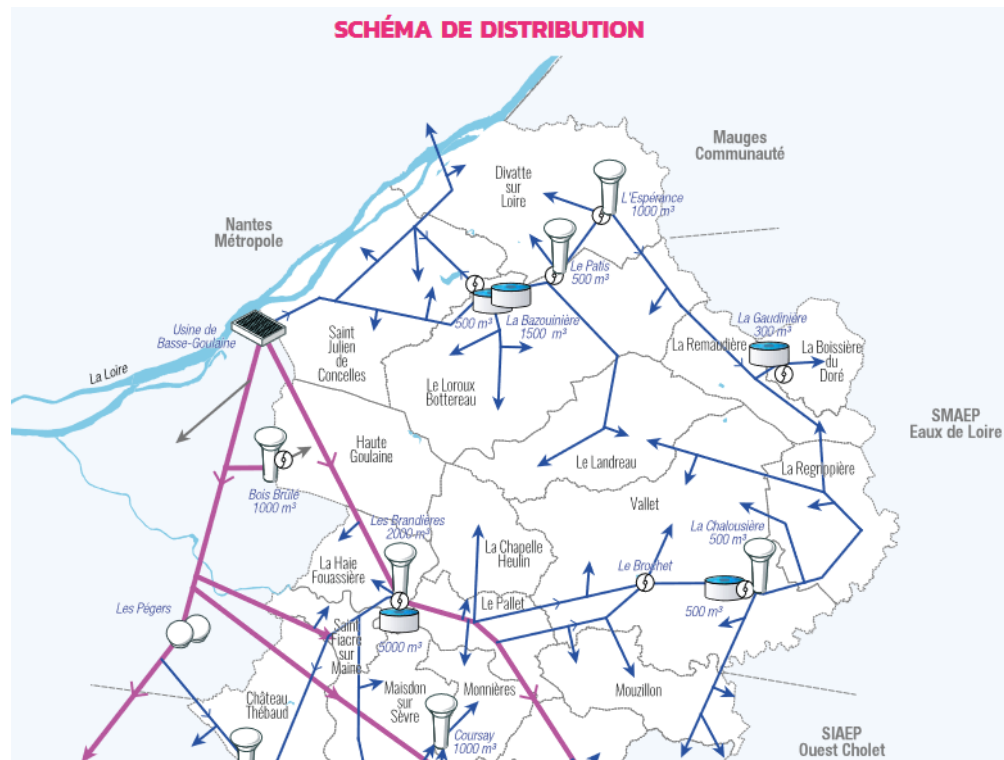 SCHÉMA DE DISTRIBUTION
Mauges
Communauté
Divatte
sur
Loire
L'Espérance
1000 m³
Nantes
Métropole
Le Patis
500 m³
500 m³
La Bazouinière
1500 m³
Usine de
Basse-Goulaine
La Loire
Saint
Julien
de
Concelles
La Gaudinière
300 m³
La Remaudière
La Boissière
du
Doré
Le Loroux
Bottereau
SMAEP
Eaux de Loire
Haute
Goulaine
Le Landreau
La Regnopière
Bois Brûlé
1000 m³
Vallet
Les Brandières
2000 m³
La Chalousière
500 m³
La Chapelle
Heulin
La Haie
Fouassière
Le Brochet
Le Pallet
500 m³
Les Pégers
Saint
Fiacre
sur
Maine
5000 m³
Château
Thébaud
Maisdon
sur
Sèvre
Monnières
Mouzillon
Coursay
1000 m³
SIAEP
Ouest Cholet